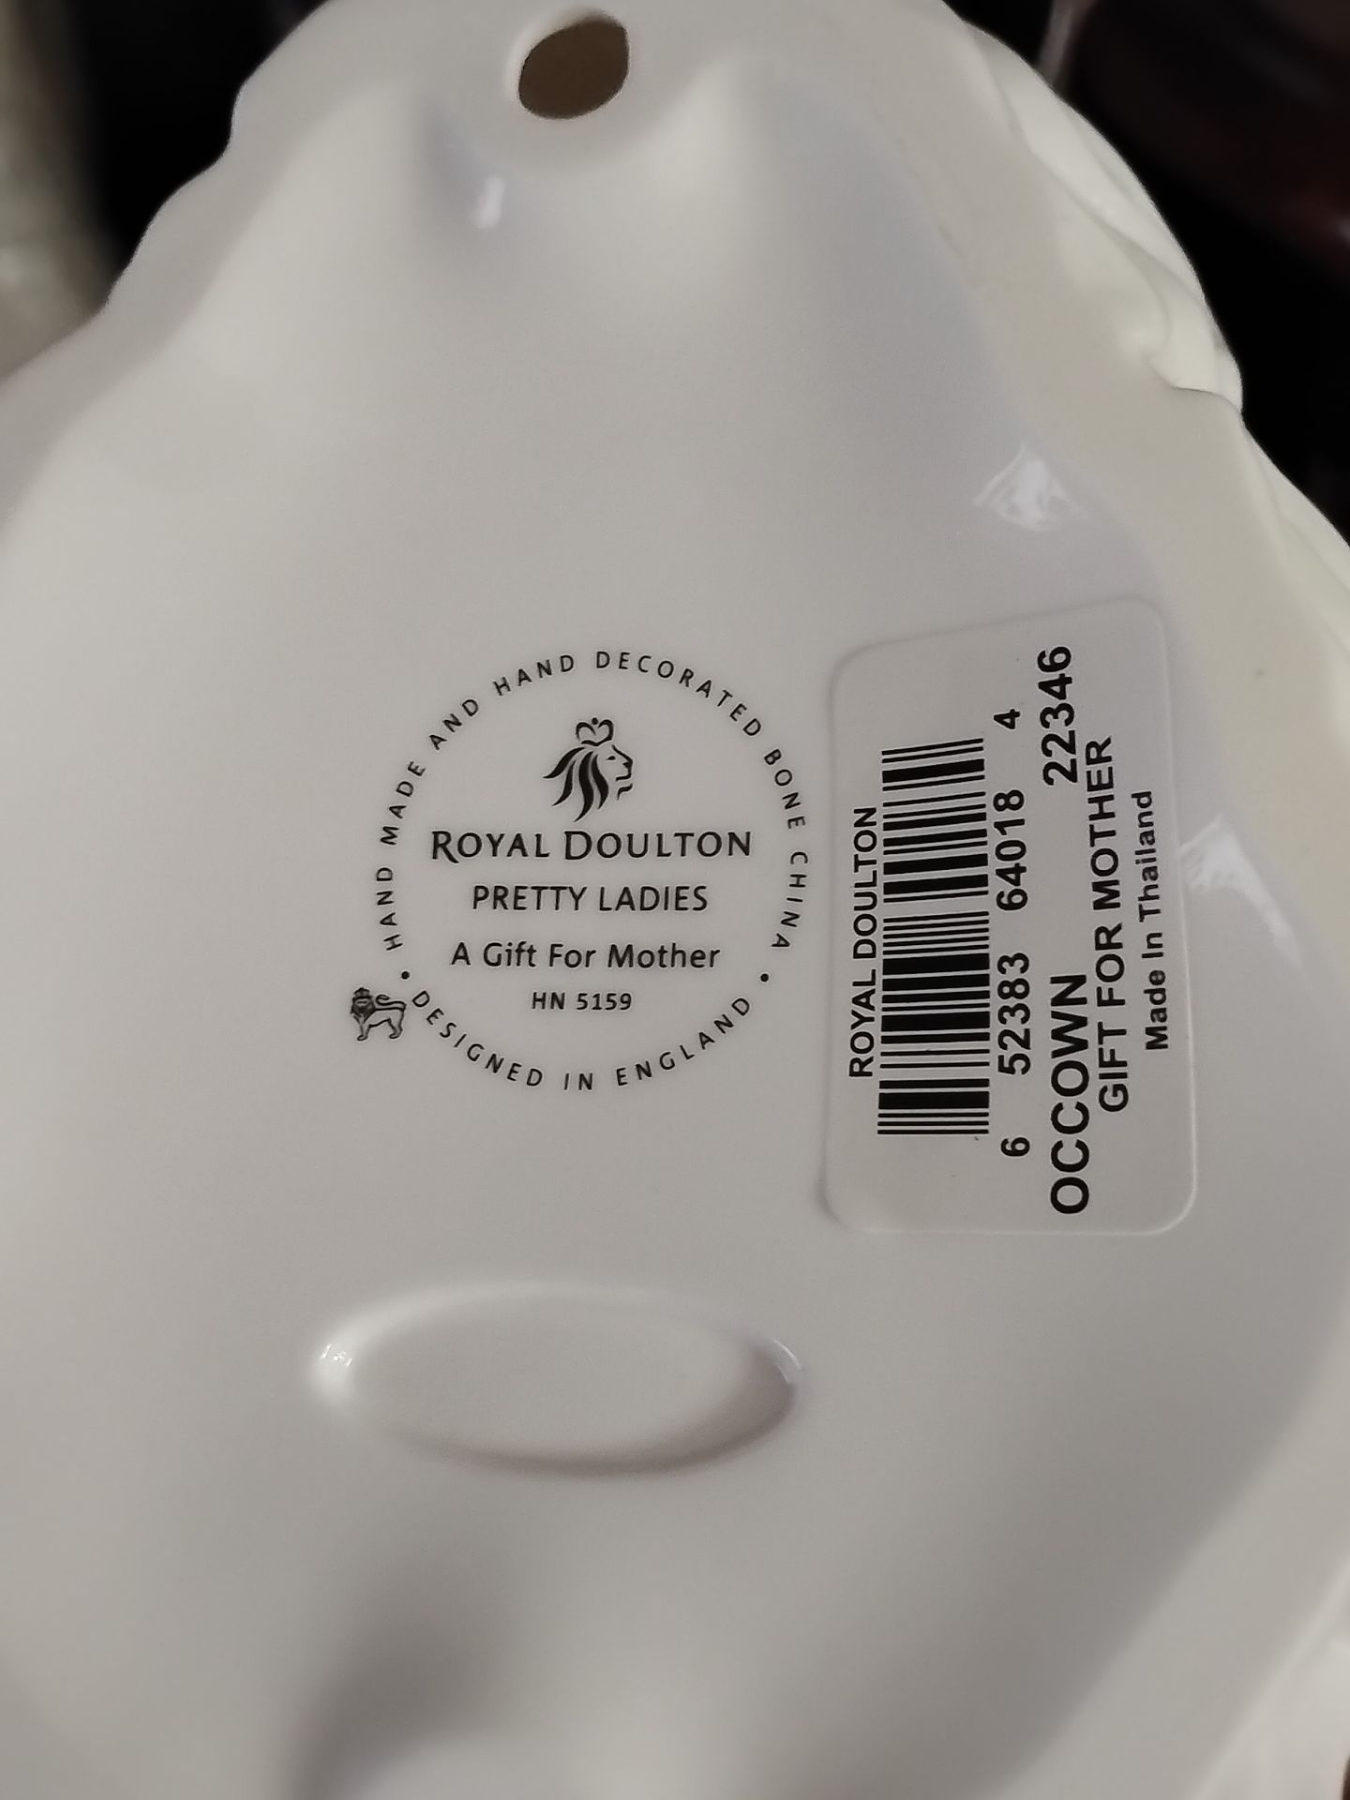 HAND MADE AND HAND DECORATED BONE CHINA
ROYAL DOULTON
PRETTY LADIES
A Gift For Mother
HN 5159
• DESIGNED IN ENGLAND •
ROYAL DOULTON
6 52383 64018 4
OCCOWN 22346
GIFT FOR MOTHER
Made In Thailand